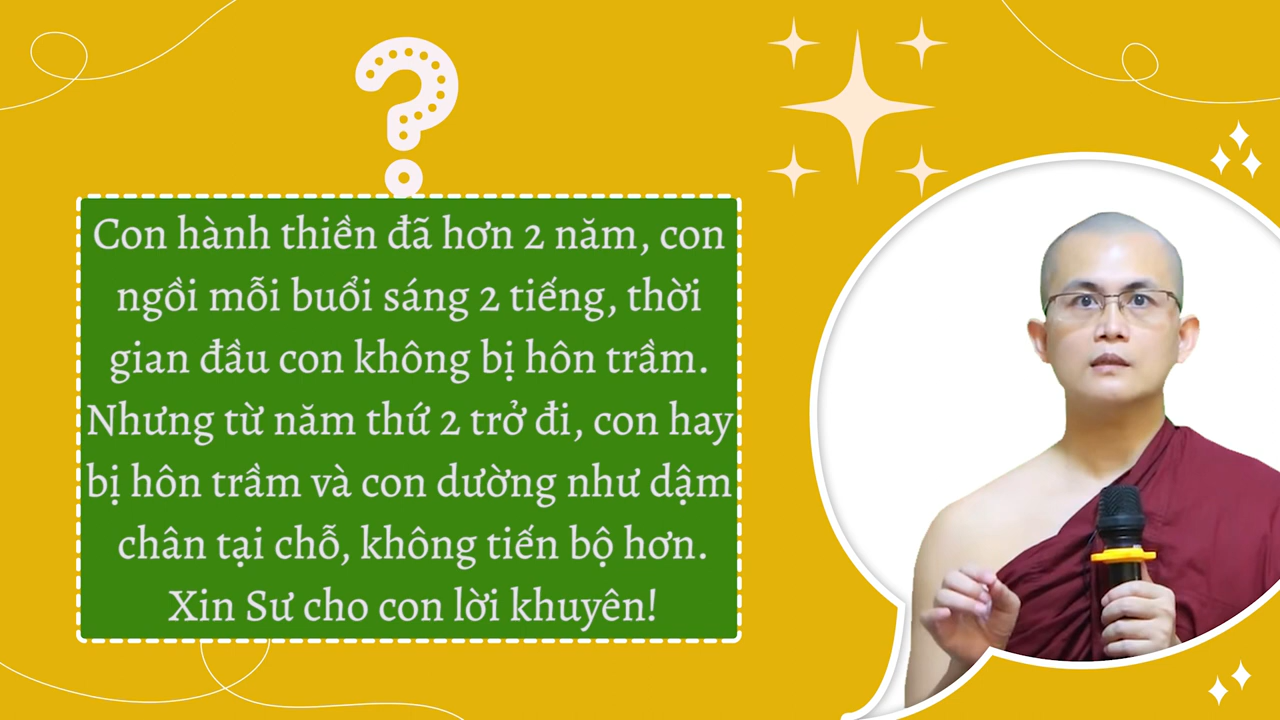 Con hành thiền đã hơn 2 năm, con
ngồi mỗi buổi sáng 2 tiếng, thời
gian đầu con không bị hôn trầm.
Nhưng từ năm thứ 2 trở đi, con hay
bị hôn trầm và con dường như dậm
chân tại chỗ, không tiến bộ hơn.
Xin Sư cho con lời khuyên!